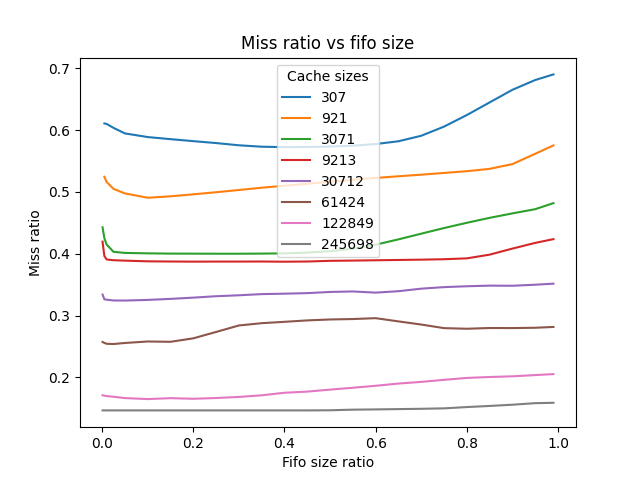 Miss ratio vs fifo size
Cache sizes
307
921
3071
9213
30712
61424
122849
245698
0.7
0.6
0.5
0.4
0.3
0.2
Miss ratio
0.0 0.2 0.4 0.6 0.8 1.0
Fifo size ratio